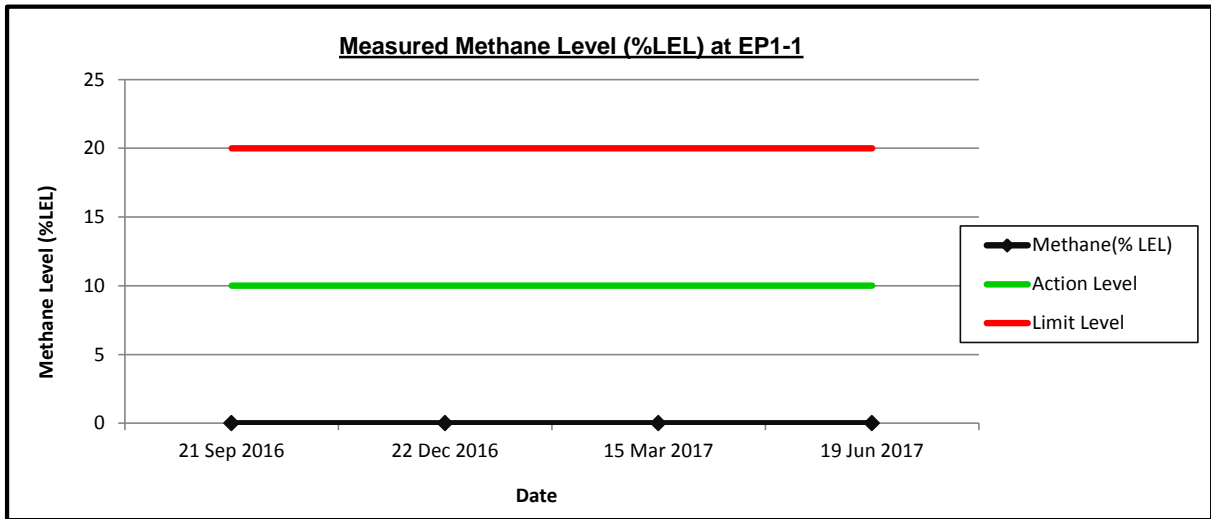 Measured Methane Level (%LEL) at EP1-1
Methane Level (%LEL)
25
20
15
10
5
0
21 Sep 2016
22 Dec 2016
15 Mar 2017
19 Jun 2017
Date
Methane(% LEL)
Action Level
Limit Level